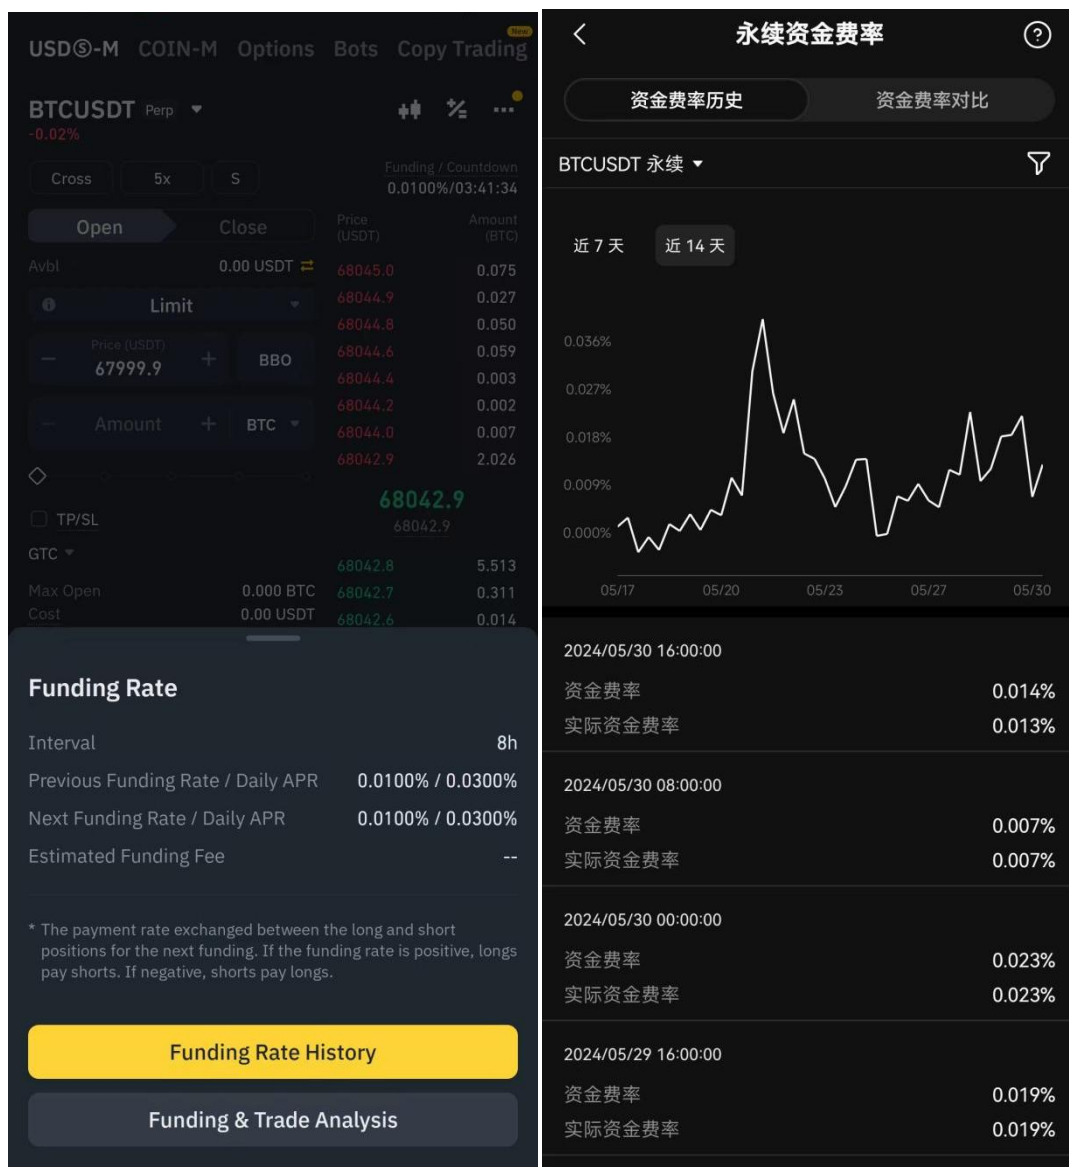 USDⓈ-M COIN-M Options Bots Copy Trading New
BTCUSDT Perp
-0.02%
Cross 5x S
Funding / Countdown
0.0100%/03:41:34
Open Close
Price (USDT) Amount (BTC)
Avbl 0.00 USDT
68045.0 0.075
Limit
68044.9 0.027
68044.8 0.050
Price (USDT)
67999.9
BBO
68044.6 0.059
68044.4 0.003
68044.2 0.002
Amount BTC
68044.0 0.007
68042.9 2.026
68042.9
68042.9
TP/SL
GTC
68042.8 5.513
Max Open 0.000 BTC
68042.7 0.311
Cost 0.00 USDT
68042.6 0.014
Funding Rate
Interval 8h
Previous Funding Rate / Daily APR 0.0100% / 0.0300%
Next Funding Rate / Daily APR 0.0100% / 0.0300%
Estimated Funding Fee --
* The payment rate exchanged between the long and short
positions for the next funding. If the funding rate is positive, longs
pay shorts. If negative, shorts pay longs.
Funding Rate History
Funding & Trade Analysis
永续资金费率
资金费率历史 资金费率对比
BTCUSDT 永续
近 7 天 近 14 天
0.036%
0.027%
0.018%
0.009%
0.000%
05/17 05/20 05/23 05/27 05/30
2024/05/30 16:00:00
资金费率 0.014%
实际资金费率 0.013%
2024/05/30 08:00:00
资金费率 0.007%
实际资金费率 0.007%
2024/05/30 00:00:00
资金费率 0.023%
实际资金费率 0.023%
2024/05/29 16:00:00
资金费率 0.019%
实际资金费率 0.019%